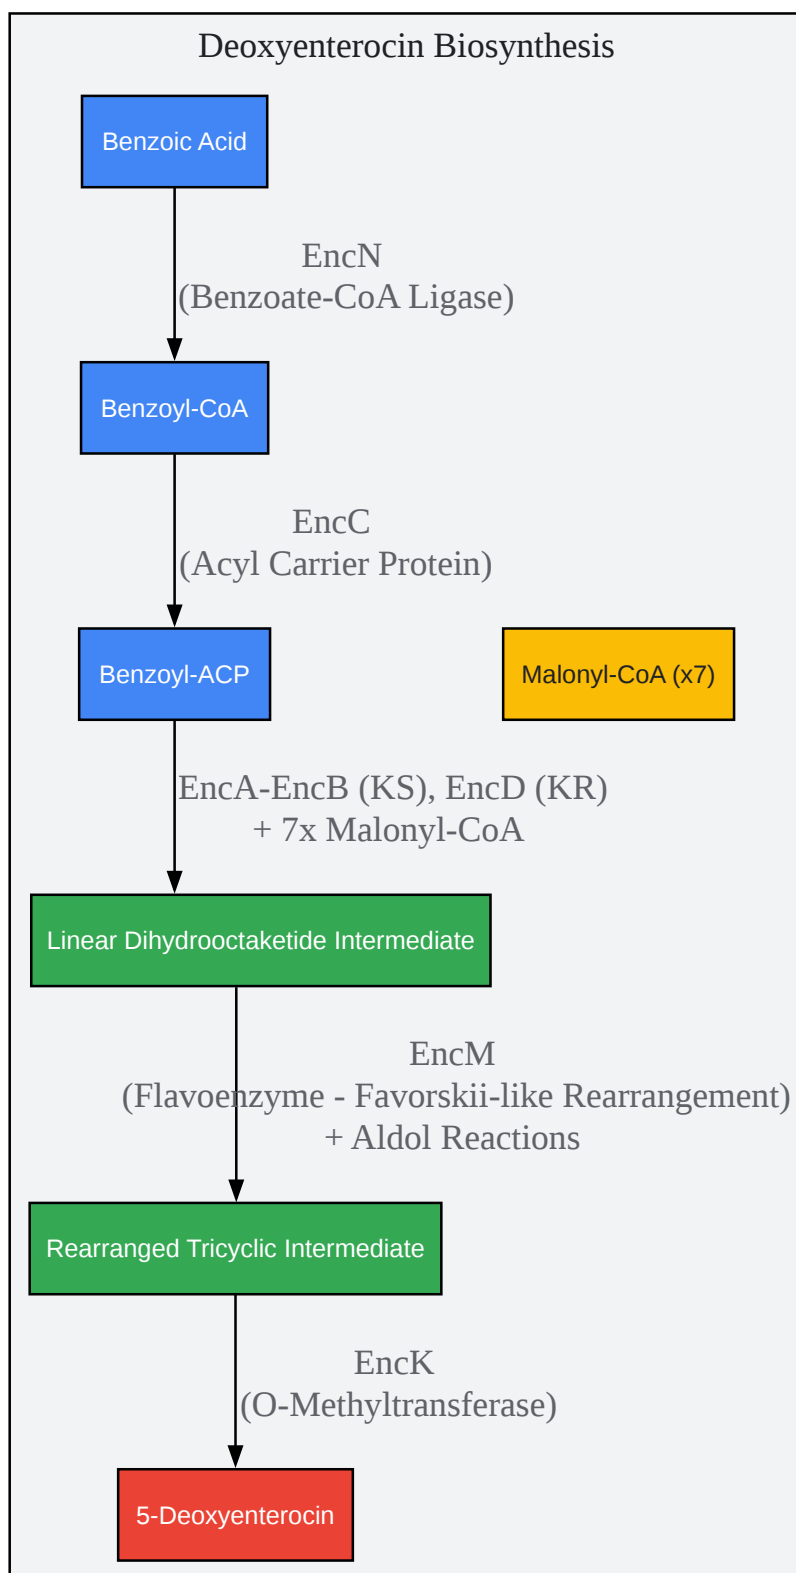 Deoxyenterocin Biosynthesis
Benzoic Acid
EncN
(Benzoate-CoA Ligase)
Benzoyl-CoA
EncC
(Acyl Carrier Protein)
Benzoyl-ACP
Malonyl-CoA (x7)
EncA-EncB (KS), EncD (KR)
+ 7x Malonyl-CoA
Linear Dihydrooctaketide Intermediate
EncM
(Flavoenzyme - Favorskii-like Rearrangement)
+ Aldol Reactions
Rearranged Tricyclic Intermediate
EncK
(O-Methyltransferase)
5-Deoxyenterocin